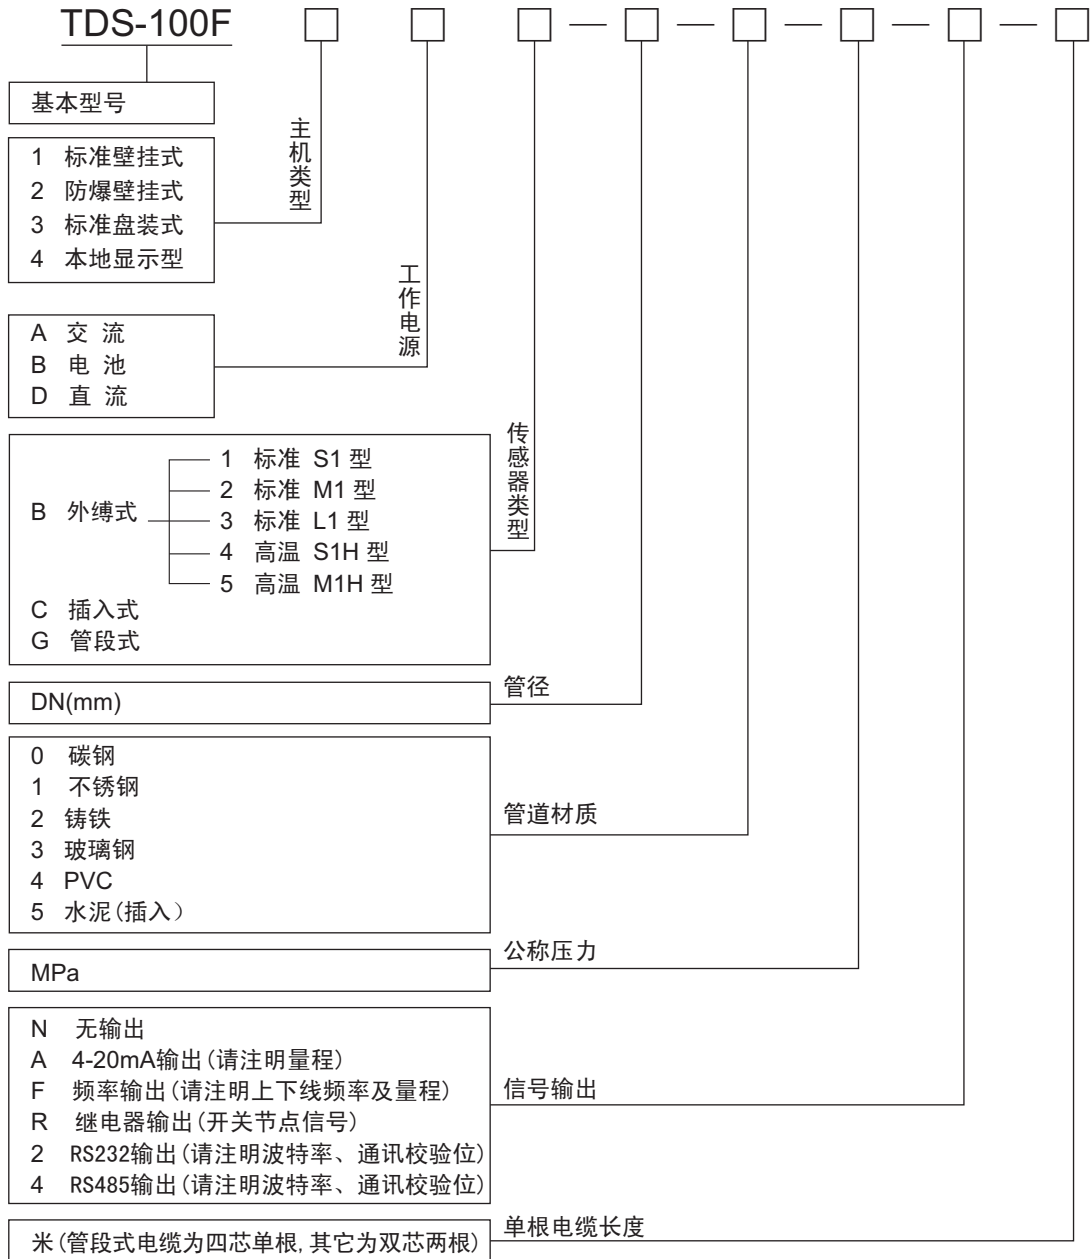 TDS-100F □ □ □ — □ — □ — □ — □ — □
基本型号
主机类型
1 标准壁挂式
2 防爆壁挂式
3 标准盘装式
4 本地显示型
工作电源
A 交 流
B 电 池
D 直 流
传感器类型
B 外缚式
1 标准 S1 型
2 标准 M1 型
3 标准 L1 型
4 高温 S1H 型
5 高温 M1H 型
C 插入式
G 管段式
管径
DN(mm)
0 碳钢
1 不锈钢
2 铸铁
3 玻璃钢
4 PVC
5 水泥(插入）
管道材质
公称压力
MPa
N 无输出
A 4-20mA输出(请注明量程)
F 频率输出(请注明上下线频率及量程)
R 继电器输出(开关节点信号)
2 RS232输出(请注明波特率、通讯校验位)
4 RS485输出(请注明波特率、通讯校验位)
信号输出
单根电缆长度
米(管段式电缆为四芯单根,其它为双芯两根)